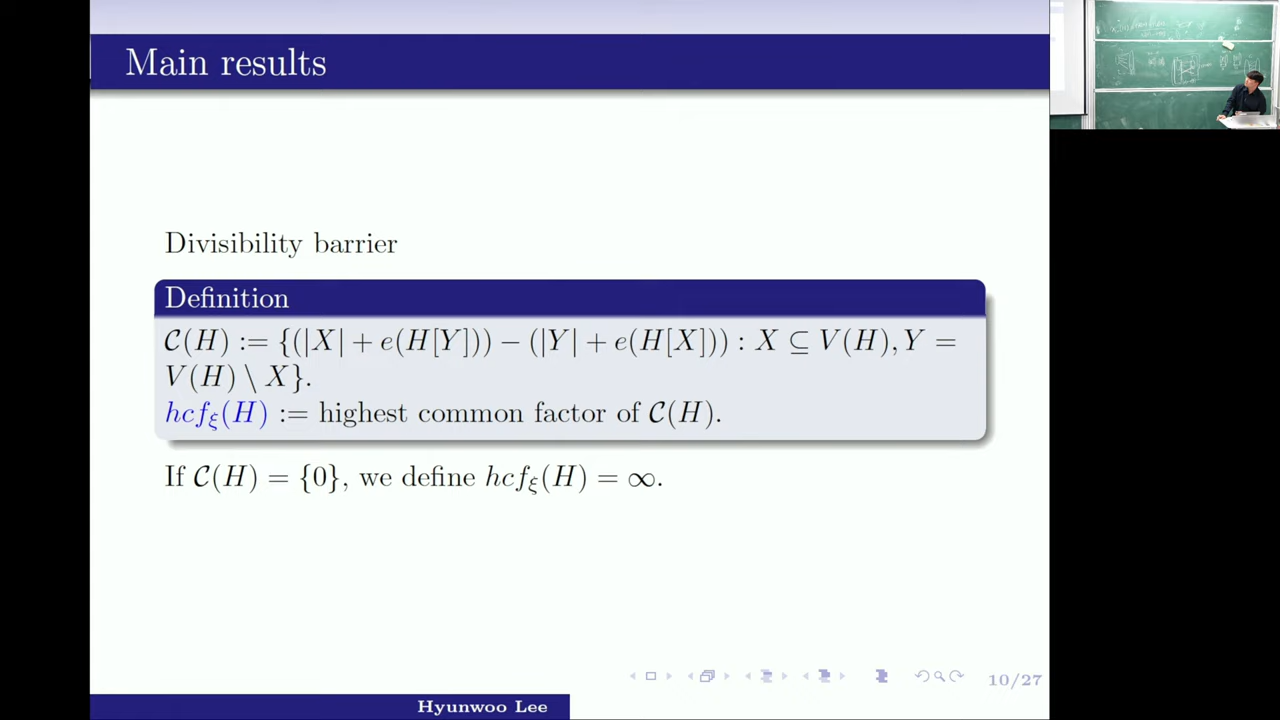 Main results
Divisibility barrier
Definition
𝒞(H) := {(|X| + e(H[Y])) − (|Y| + e(H[X])) : X ⊆ V(H), Y =
V(H) \ X}.
hcf_ξ(H) := highest common factor of 𝒞(H).
If 𝒞(H) = {0}, we define hcf_ξ(H) = ∞.
10/27
Hyunwoo Lee